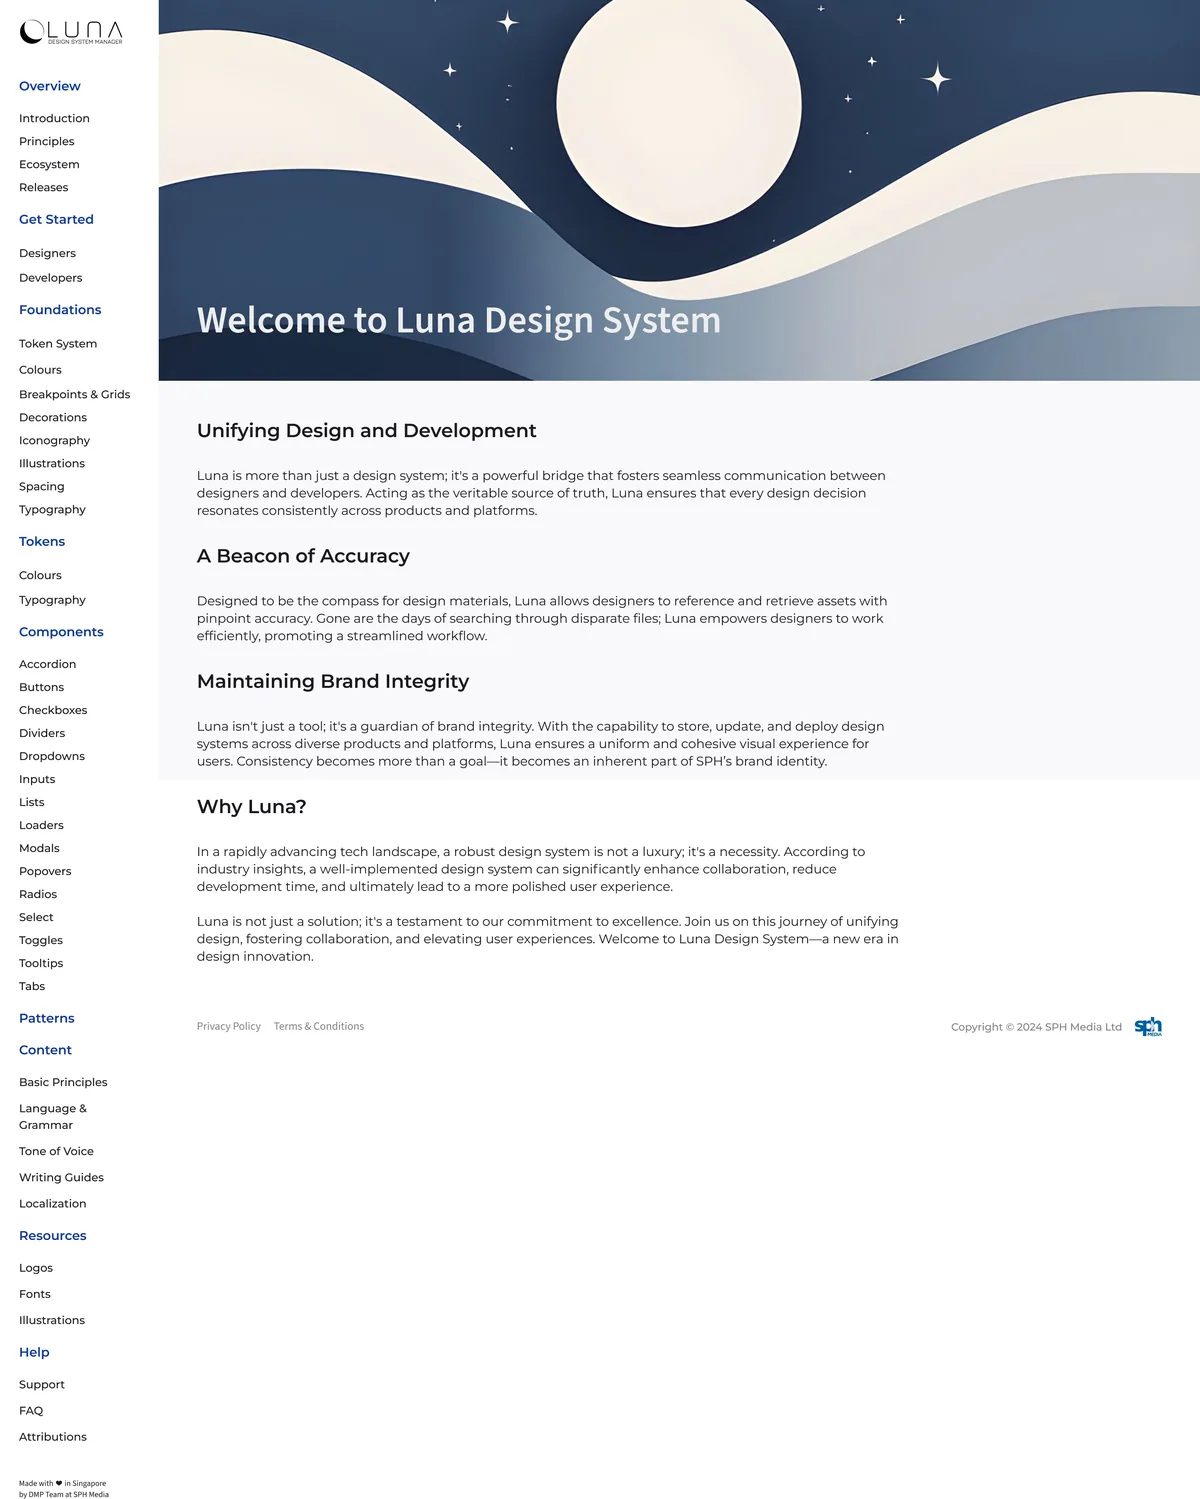 LUNA
DESIGN SYSTEM MANAGER
Overview
Introduction
Principles
Ecosystem
Releases
Get Started
Designers
Developers
Foundations
Token System
Colours
Breakpoints & Grids
Decorations
Iconography
Illustrations
Spacing
Typography
Tokens
Colours
Typography
Components
Accordion
Buttons
Checkboxes
Dividers
Dropdowns
Inputs
Lists
Loaders
Modals
Popovers
Radios
Select
Toggles
Tooltips
Tabs
Patterns
Content
Basic Principles
Language &
Grammar
Tone of Voice
Writing Guides
Localization
Resources
Logos
Fonts
Illustrations
Help
Support
FAQ
Attributions
Made with ❤ in Singapore
by DMP Team at SPH Media
Welcome to Luna Design System
Unifying Design and Development
Luna is more than just a design system; it's a powerful bridge that fosters seamless communication between
designers and developers. Acting as the veritable source of truth, Luna ensures that every design decision
resonates consistently across products and platforms.
A Beacon of Accuracy
Designed to be the compass for design materials, Luna allows designers to reference and retrieve assets with
pinpoint accuracy. Gone are the days of searching through disparate files; Luna empowers designers to work
efficiently, promoting a streamlined workflow.
Maintaining Brand Integrity
Luna isn't just a tool; it's a guardian of brand integrity. With the capability to store, update, and deploy design
systems across diverse products and platforms, Luna ensures a uniform and cohesive visual experience for
users. Consistency becomes more than a goal—it becomes an inherent part of SPH’s brand identity.
Why Luna?
In a rapidly advancing tech landscape, a robust design system is not a luxury; it's a necessity. According to
industry insights, a well-implemented design system can significantly enhance collaboration, reduce
development time, and ultimately lead to a more polished user experience.
Luna is not just a solution; it's a testament to our commitment to excellence. Join us on this journey of unifying
design, fostering collaboration, and elevating user experiences. Welcome to Luna Design System—a new era in
design innovation.
Privacy Policy Terms & Conditions
Copyright © 2024 SPH Media Ltd
sph
MEDIA